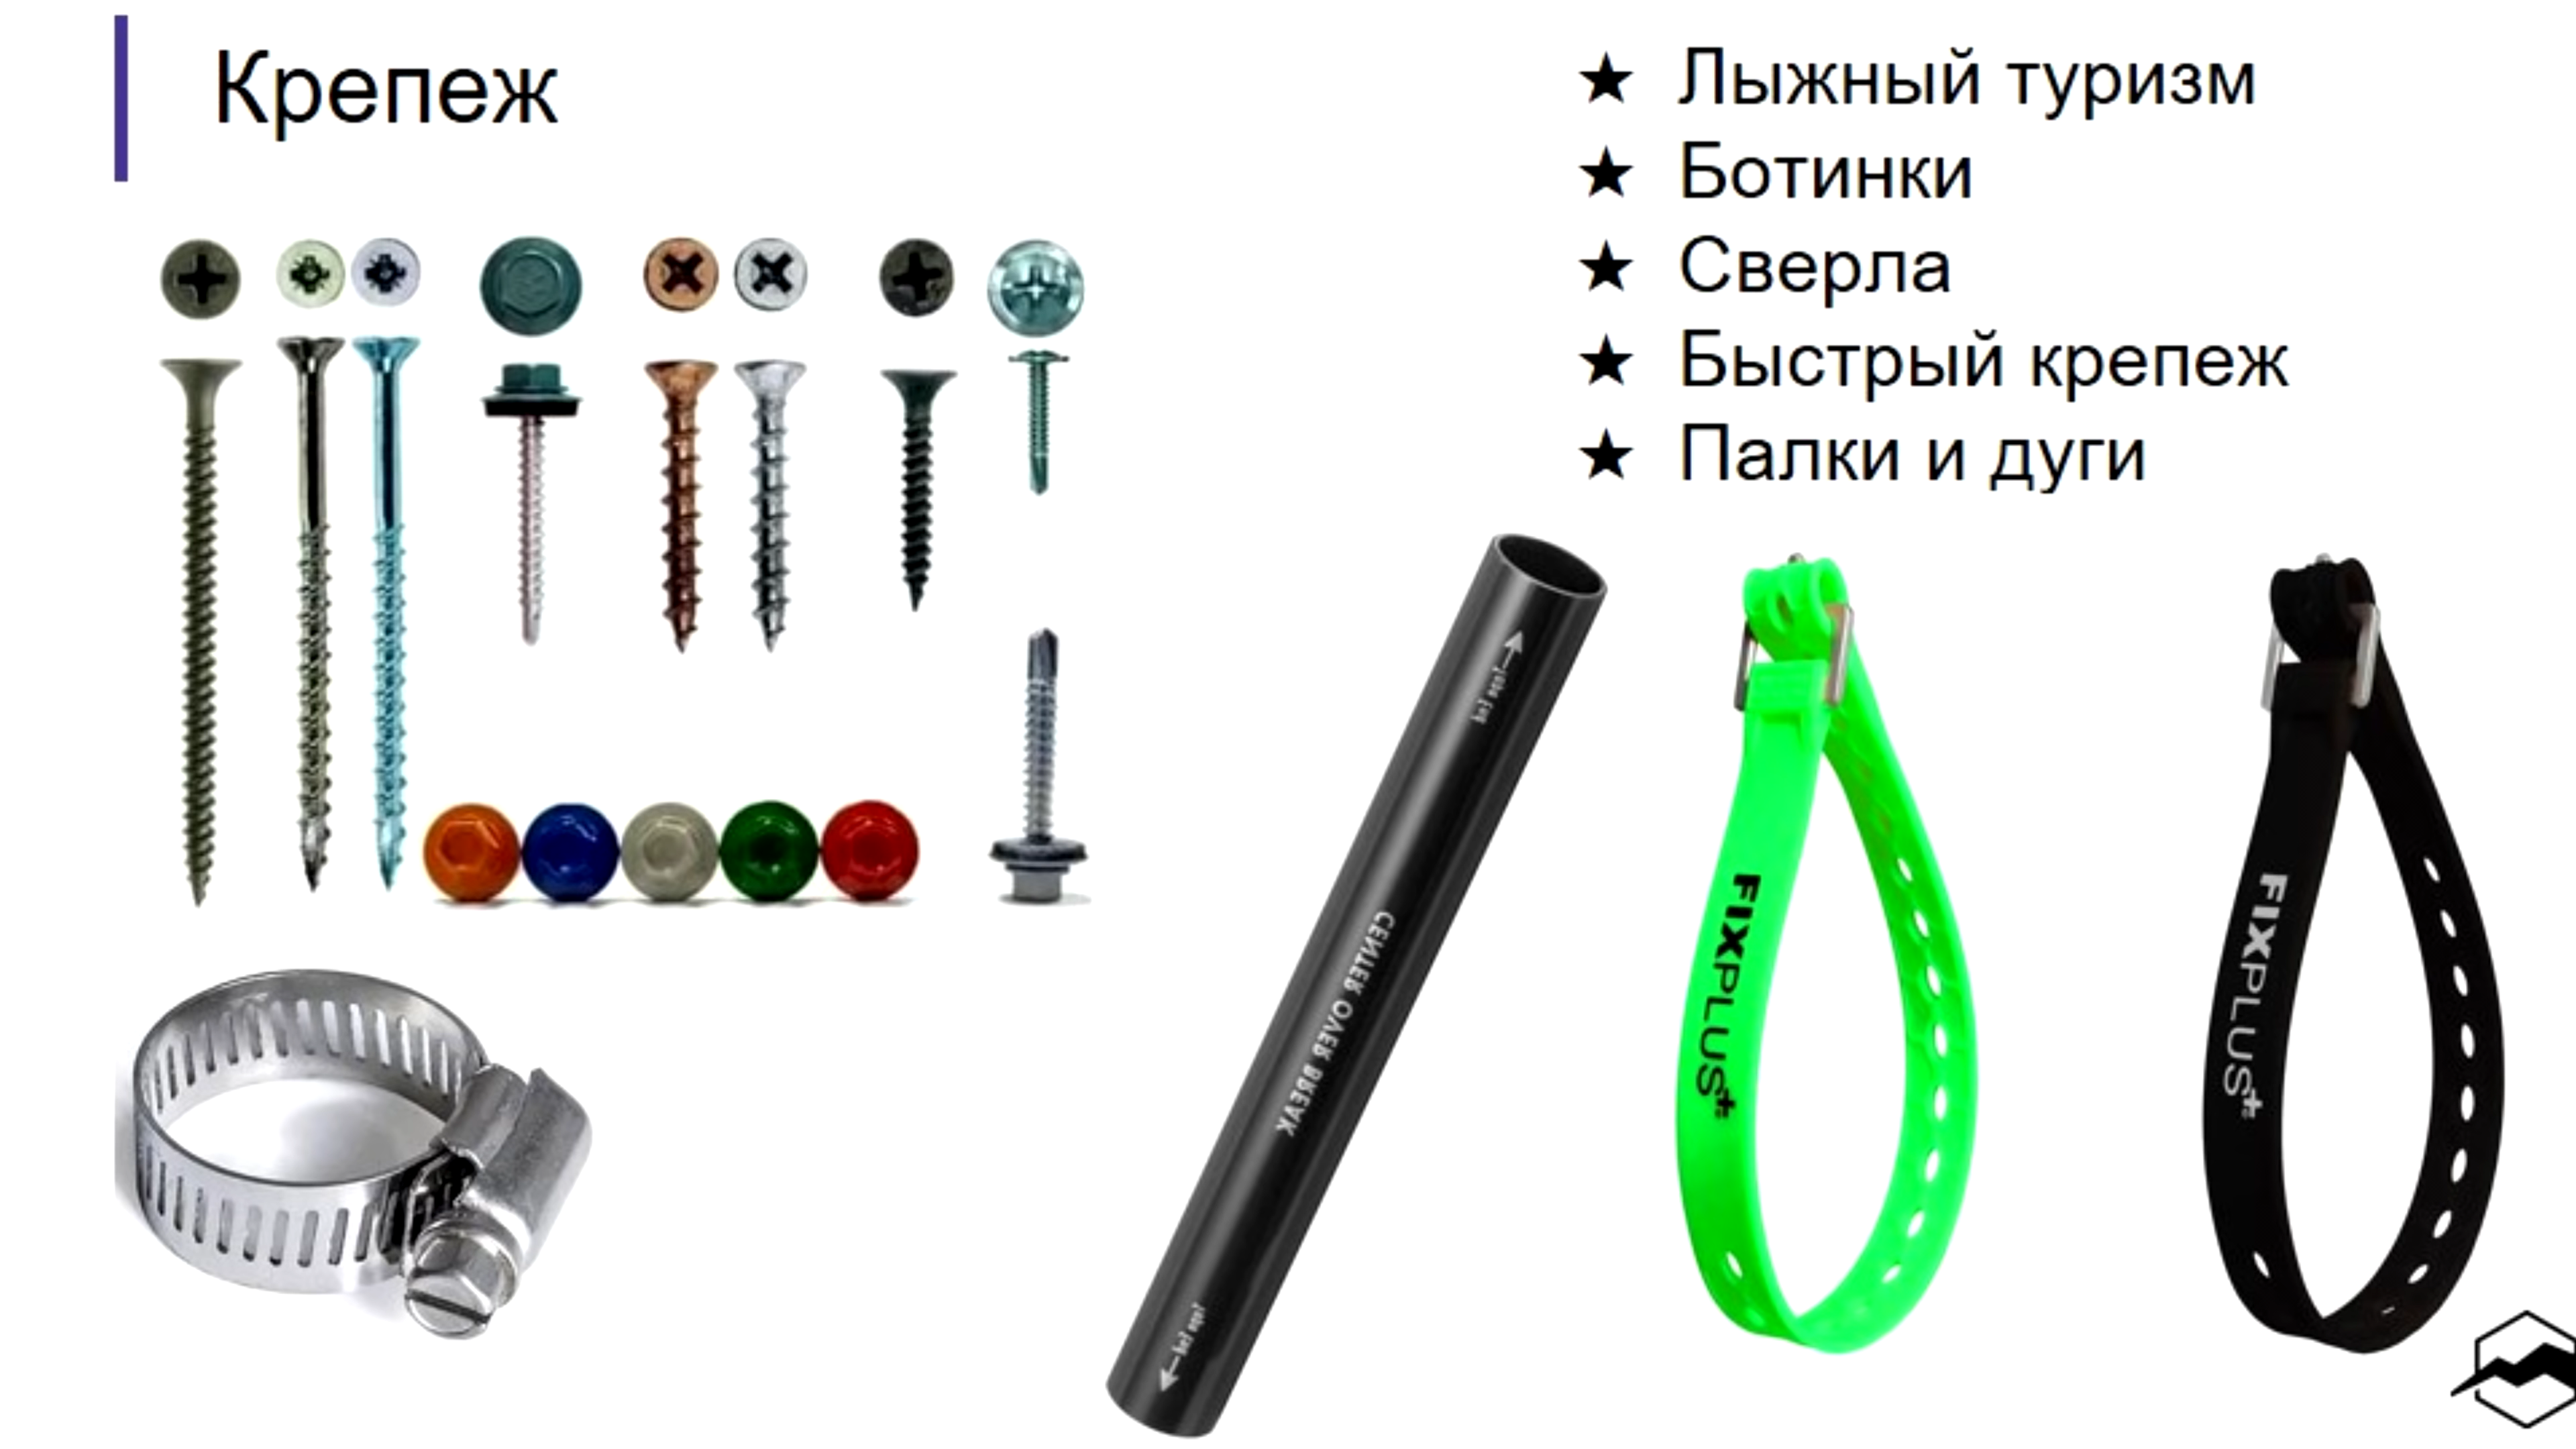 Крепеж
★ Лыжный туризм
★ Ботинки
★ Сверла
★ Быстрый крепеж
★ Палки и дуги
CENTER OVER BREAK
FIXPLUS+
FIXPLUS+